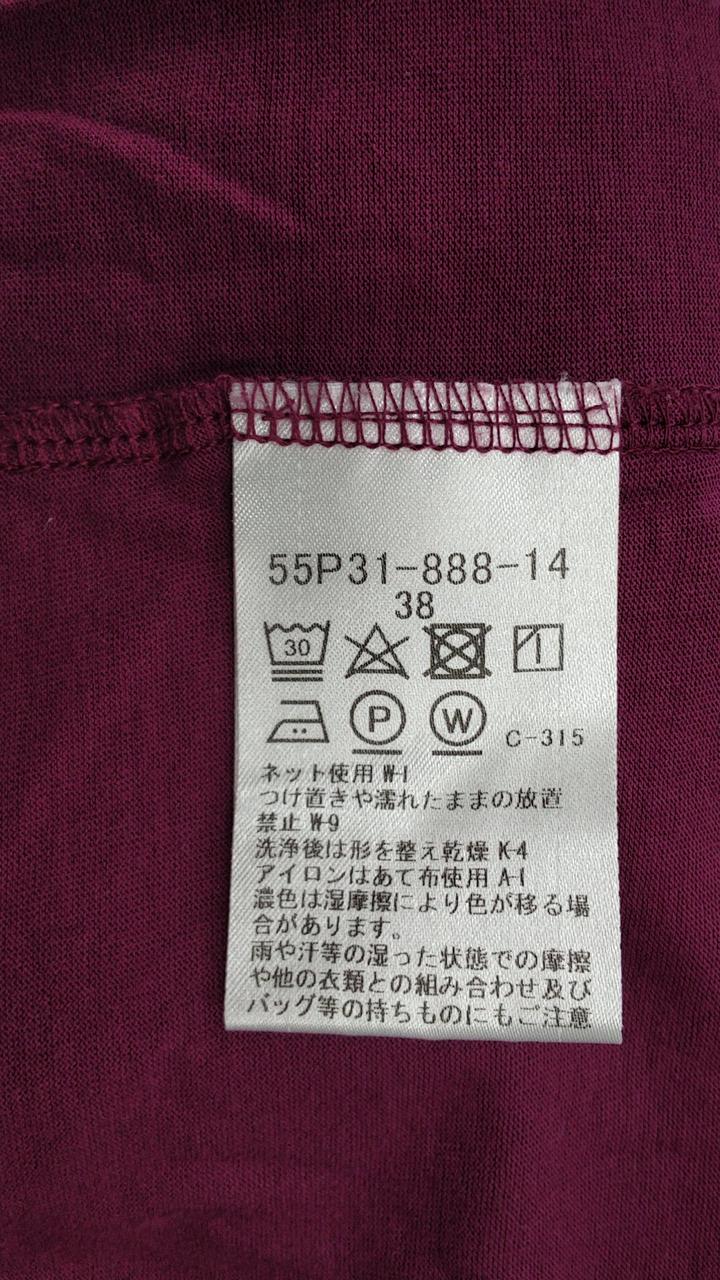 55P31-888-14
38
30
P W C-315
ネット使用 W-1
つけ置きや濡れたままの放置
禁止 W-9
洗浄後は形を整え乾燥 K-4
アイロンはあて布使用 A-1
濃色は湿摩擦により色が移る場
合があります。
雨や汗等の湿った状態での摩擦
や他の衣類との組み合わせ及び
バッグ等の持ちものにもご注意